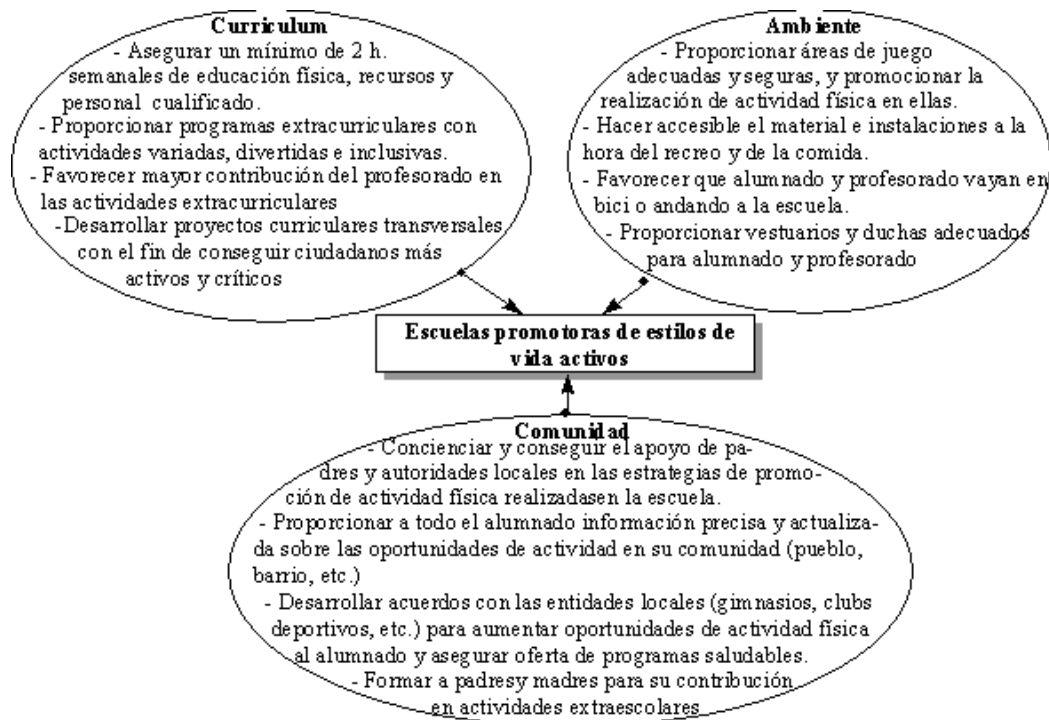 Curriculum
- Asegurar un mínimo de 2 h.
semanales de educación física, recursos y
personal cualificado.
- Proporcionar programas extracurriculares con
actividades variadas, divertidas e inclusivas.
- Favorecer mayor contribución del profesorado en
las actividades extracurriculares
- Desarrollar proyectos curriculares transversales
con el fin de conseguir ciudadanos más
activos y críticos
Ambiente
- Proporcionar áreas de juego
adecuadas y seguras, y promocionar la
realización de actividad física en ellas.
- Hacer accesible el material e instalaciones a la
hora del recreo y de la comida.
- Favorecer que alumnado y profesorado vayan en
bici o andando a la escuela.
- Proporcionar vestuarios y duchas adecuados
para alumnado y profesorado
Escuelas promotoras de estilos de
vida activos
Comunidad
- Concienciar y conseguir el apoyo de pa-
dres y autoridades locales en las estrategias de promo-
ción de actividad física realizadasen la escuela.
- Proporcionar a todo el alumnado información precisa y actualiza-
da sobre las oportunidades de actividad en su comunidad (pueblo,
barrio, etc.)
- Desarrollar acuerdos con las entidades locales (gimnasios, clubs
deportivos, etc.) para aumentar oportunidades de actividad física
al alumnado y asegurar oferta de programas saludables.
- Formar a padresy madres para su contribución
en actividades extraescolares